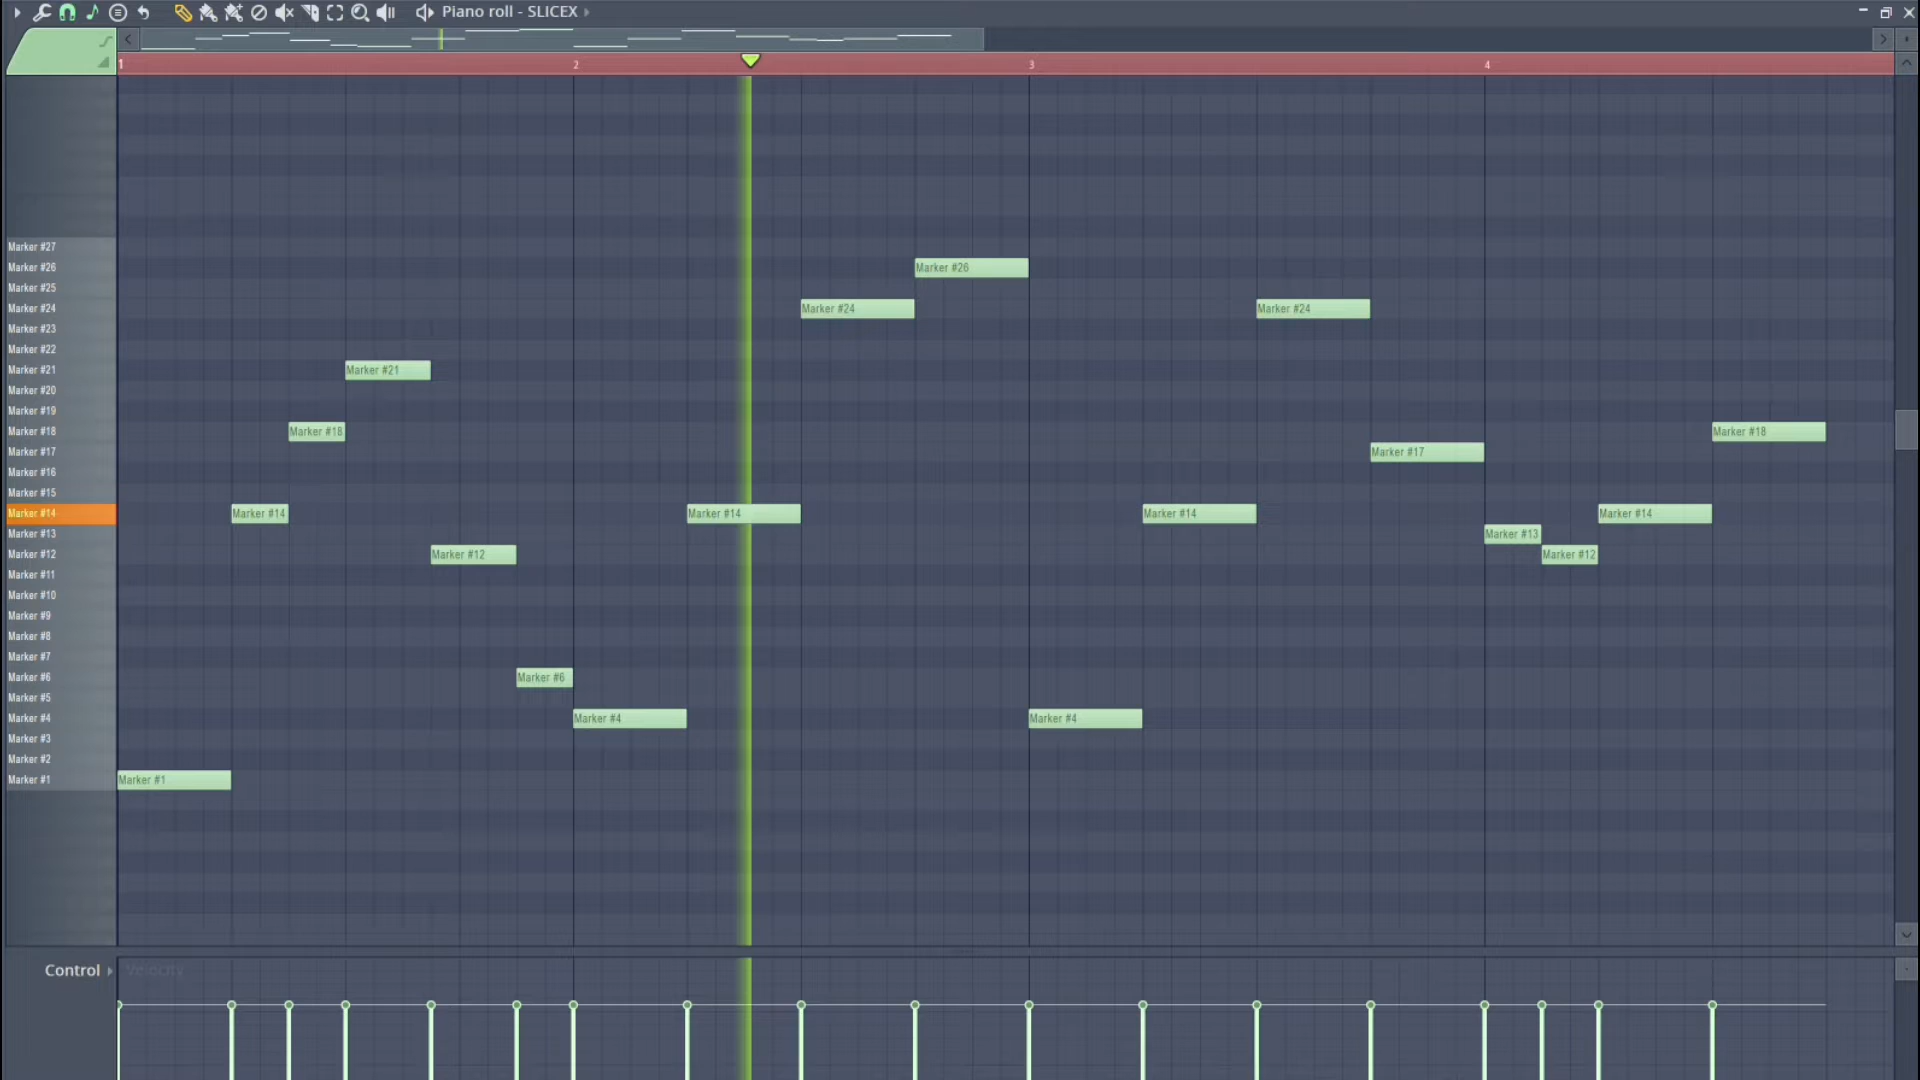 Piano roll - SLICEX
1 2 3 4
Marker #27
Marker #26
Marker #26
Marker #25
Marker #24
Marker #24
Marker #24
Marker #23
Marker #22
Marker #21
Marker #21
Marker #20
Marker #19
Marker #18
Marker #18
Marker #18
Marker #17
Marker #17
Marker #16
Marker #15
Marker #14
Marker #14
Marker #14
Marker #14
Marker #14
Marker #13
Marker #13
Marker #12
Marker #12
Marker #12
Marker #11
Marker #10
Marker #9
Marker #8
Marker #7
Marker #6
Marker #6
Marker #5
Marker #4
Marker #4
Marker #4
Marker #3
Marker #2
Marker #1
Marker #1
Control
Velocity